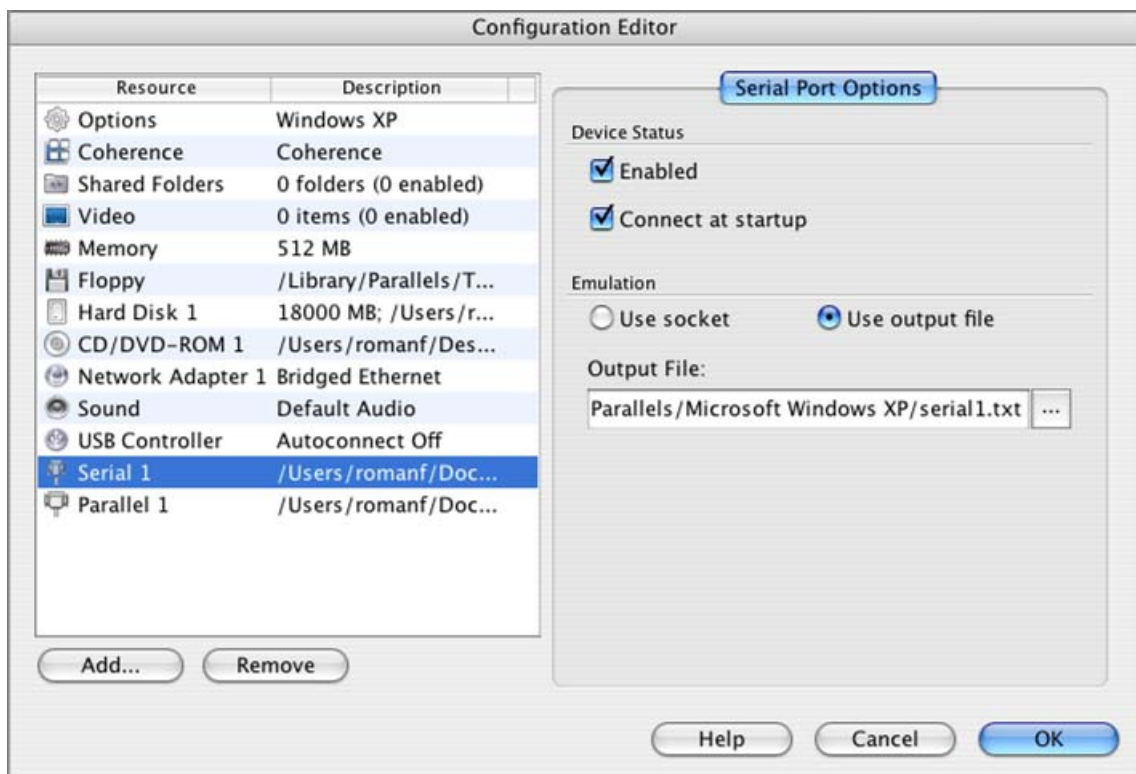 Configuration Editor
Resource Description
Options Windows XP
Coherence Coherence
Shared Folders 0 folders (0 enabled)
Video 0 items (0 enabled)
Memory 512 MB
Floppy /Library/Parallels/T...
Hard Disk 1 18000 MB; /Users/r...
CD/DVD-ROM 1 /Users/romanf/Des...
Network Adapter 1 Bridged Ethernet
Sound Default Audio
USB Controller Autoconnect Off
Serial 1 /Users/romanf/Doc...
Parallel 1 /Users/romanf/Doc...
Add... Remove
Serial Port Options
Device Status
Enabled
Connect at startup
Emulation
Use socket Use output file
Output File:
Parallels/Microsoft Windows XP/serial1.txt ...
Help Cancel OK